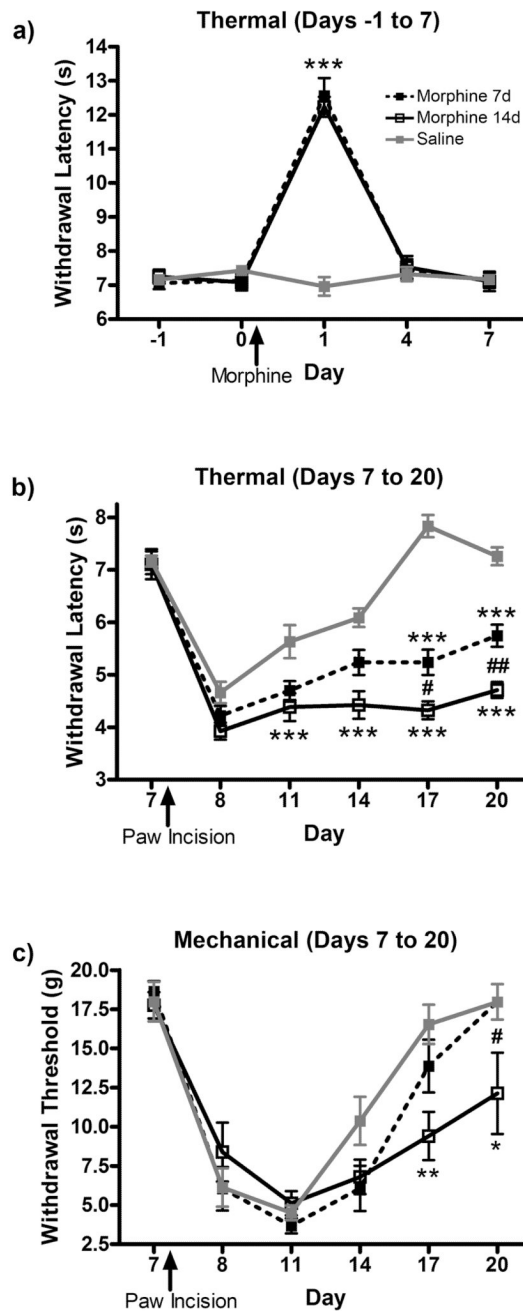 a)
Thermal (Days -1 to 7)
Withdrawal Latency (s)
14
13
12
11
10
9
8
7
6
***
Morphine 7d
Morphine 14d
Saline
-1 0 1 4 7
Morphine
Day
b)
Thermal (Days 7 to 20)
Withdrawal Latency (s)
8
7
6
5
4
3
*** ***
# ##
*** *** *** ***
7 8 11 14 17 20
Paw Incision
Day
c)
Mechanical (Days 7 to 20)
Withdrawal Threshold (g)
20.0
17.5
15.0
12.5
10.0
7.5
5.0
2.5
#
** *
7 8 11 14 17 20
Paw Incision
Day